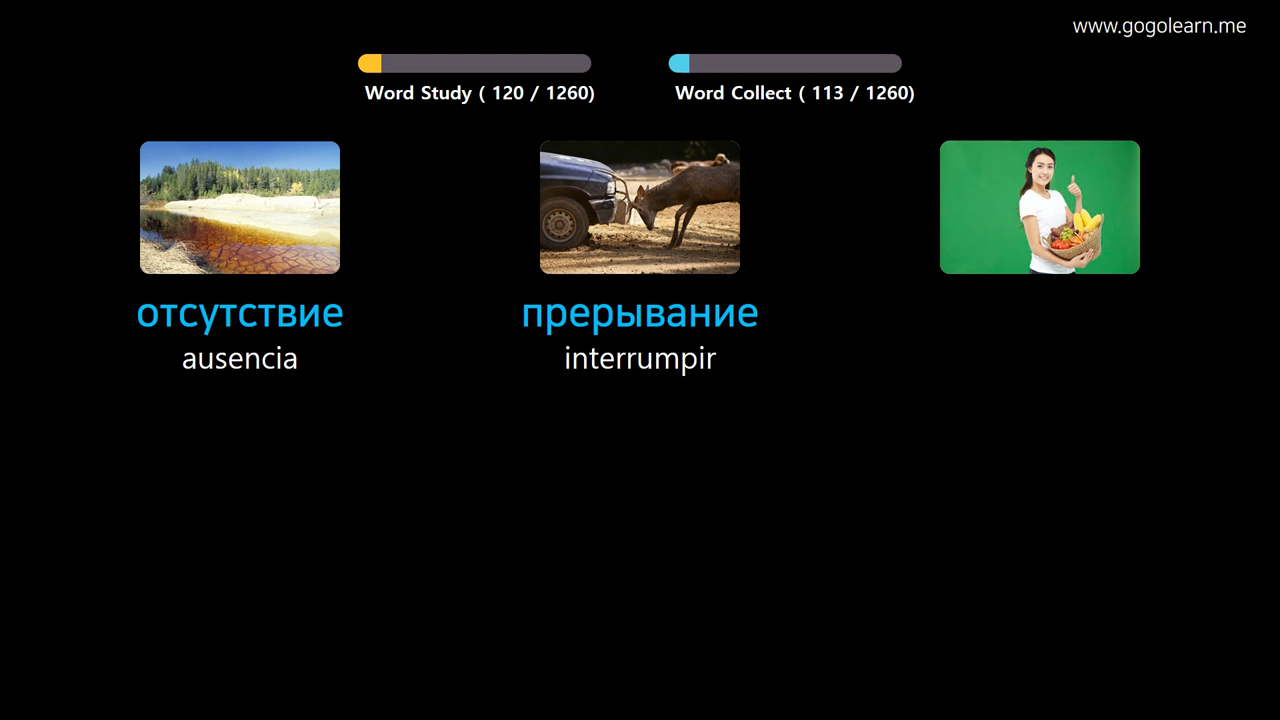 www.gogolearn.me
Word Study ( 120 / 1260)
Word Collect ( 113 / 1260)
отсутствие
прерывание
ausencia
interrumpir